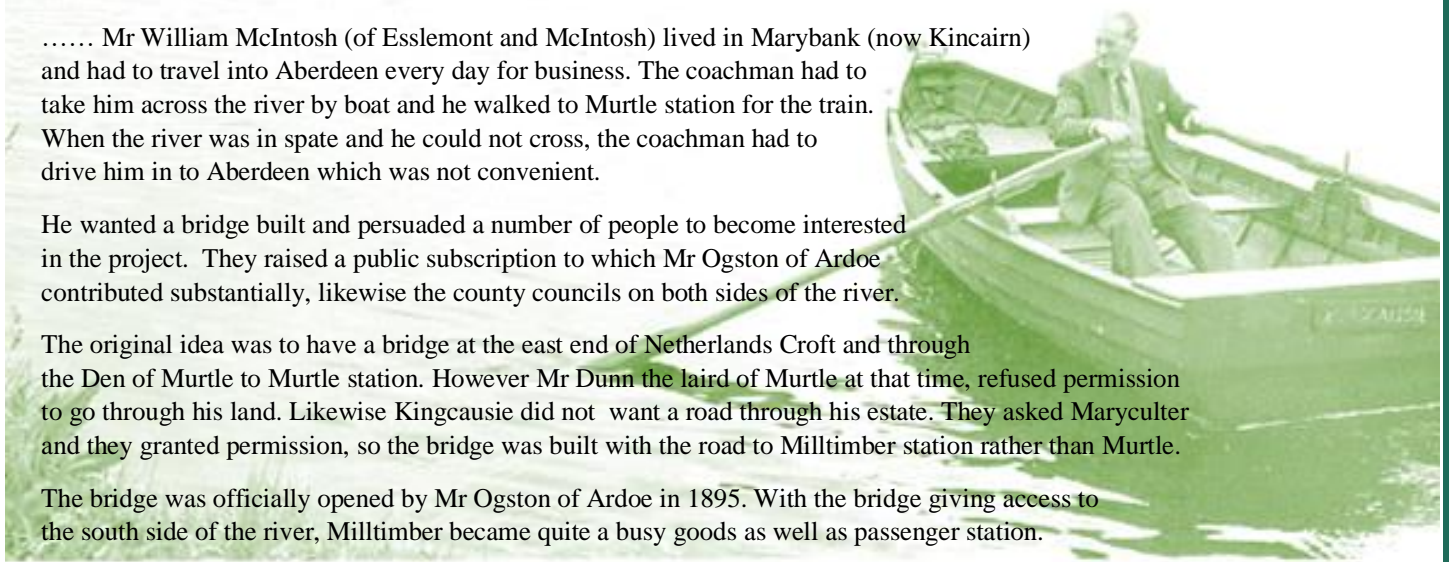 …… Mr William McIntosh (of Esslemont and McIntosh) lived in Marybank (now Kincairn)
and had to travel into Aberdeen every day for business. The coachman had to
take him across the river by boat and he walked to Murtle station for the train.
When the river was in spate and he could not cross, the coachman had to
drive him in to Aberdeen which was not convenient.
He wanted a bridge built and persuaded a number of people to become interested
in the project. They raised a public subscription to which Mr Ogston of Ardoe
contributed substantially, likewise the county councils on both sides of the river.
The original idea was to have a bridge at the east end of Netherlands Croft and through
the Den of Murtle to Murtle station. However Mr Dunn the laird of Murtle at that time, refused permission
to go through his land. Likewise Kingcausie did not want a road through his estate. They asked Maryculter
and they granted permission, so the bridge was built with the road to Milltimber station rather than Murtle.
The bridge was officially opened by Mr Ogston of Ardoe in 1895. With the bridge giving access to
the south side of the river, Milltimber became quite a busy goods as well as passenger station.